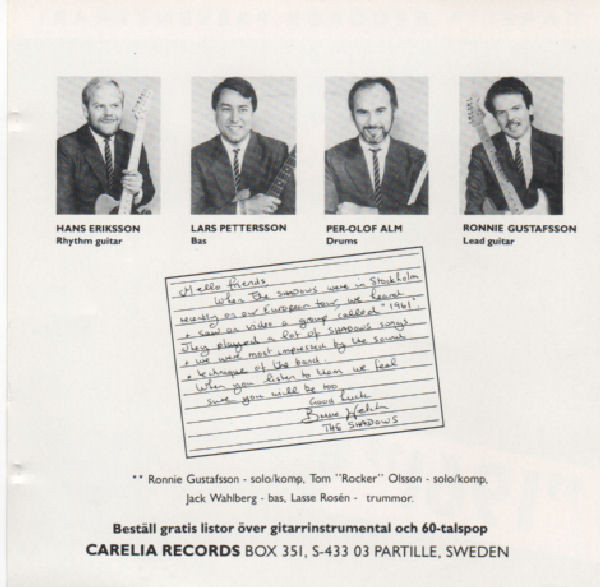 HANS ERIKSSON
Rhythm guitar
LARS PETTERSSON
Bas
PER-OLOF ALM
Drums
RONNIE GUSTAFSSON
Lead guitar
Hello friends
When the SHADOWS were in Stockholm
recently on our European tour, we heard
+ saw on video a group called "1961".
They played a lot of SHADOWS songs
+ we were most impressed by the sounds
+ technique of the band.
When you listen to them we feel
sure you will be too
Good luck
Bruce Welch
THE SHADOWS
** Ronnie Gustafsson - solo/komp, Tom "Rocker" Olsson - solo/komp,
Jack Wahlberg - bas, Lasse Rosén - trummor.
Beställ gratis listor över gitarrinstrumental och 60-talspop
CARELIA RECORDS BOX 351, S-433 03 PARTILLE, SWEDEN